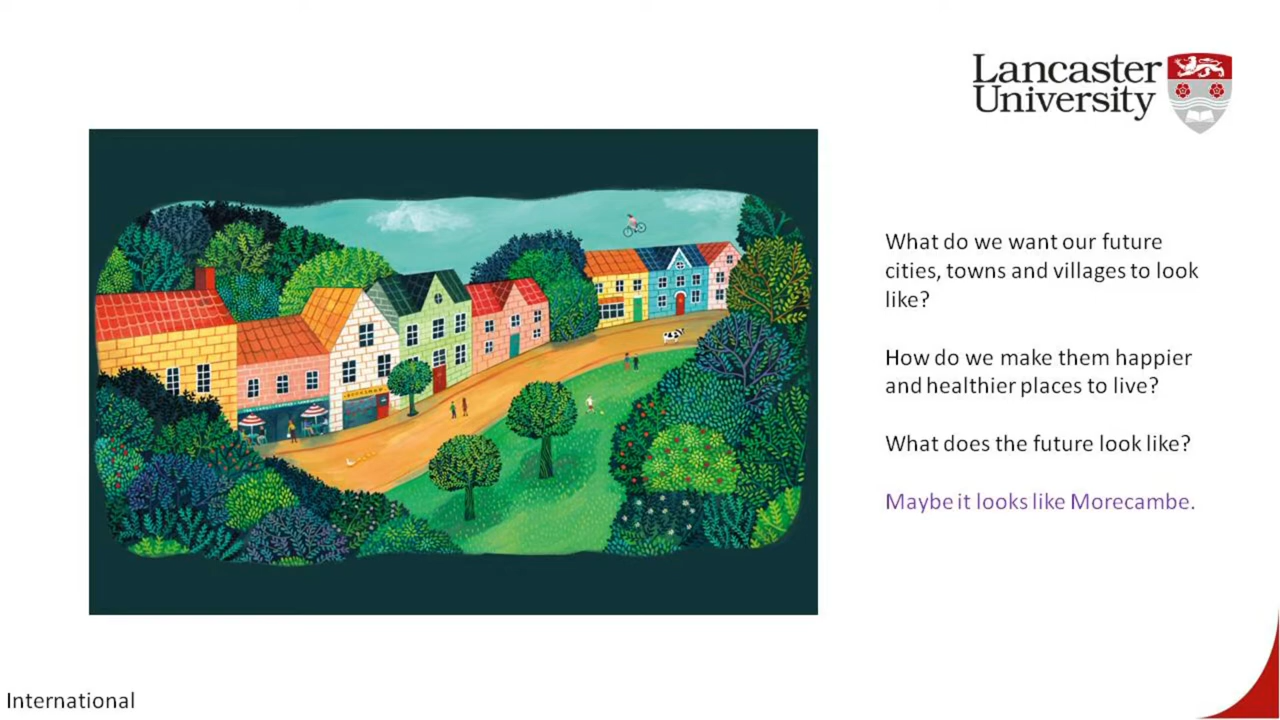 Lancaster
University
What do we want our future
cities, towns and villages to look
like?
How do we make them happier
and healthier places to live?
What does the future look like?
Maybe it looks like Morecambe.
International